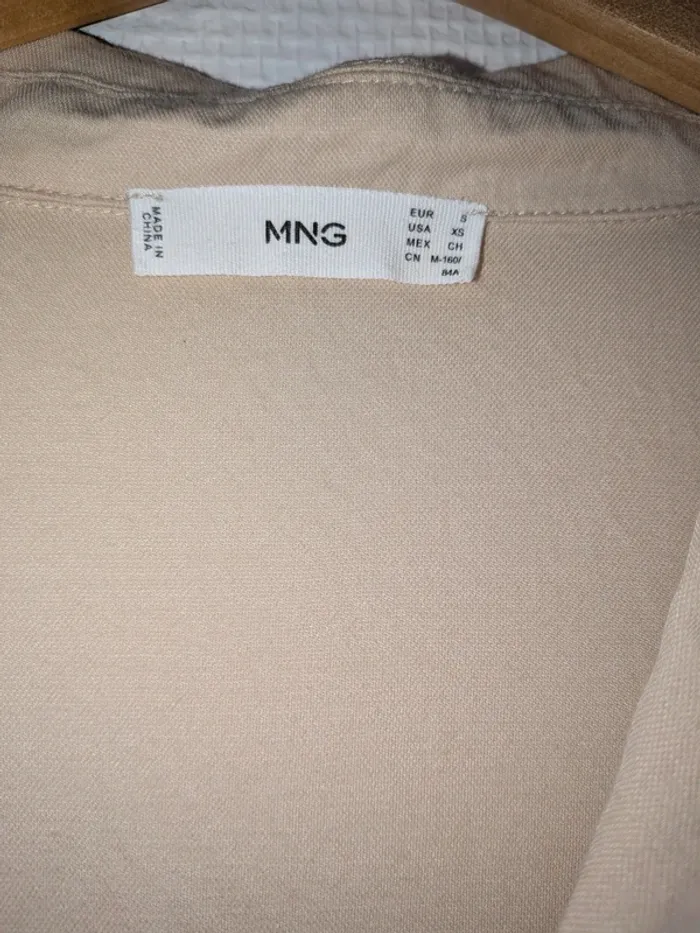 MADE IN
CHINA
MNG
EUR S
USA XS
MEX CH
CN M-160/
84A